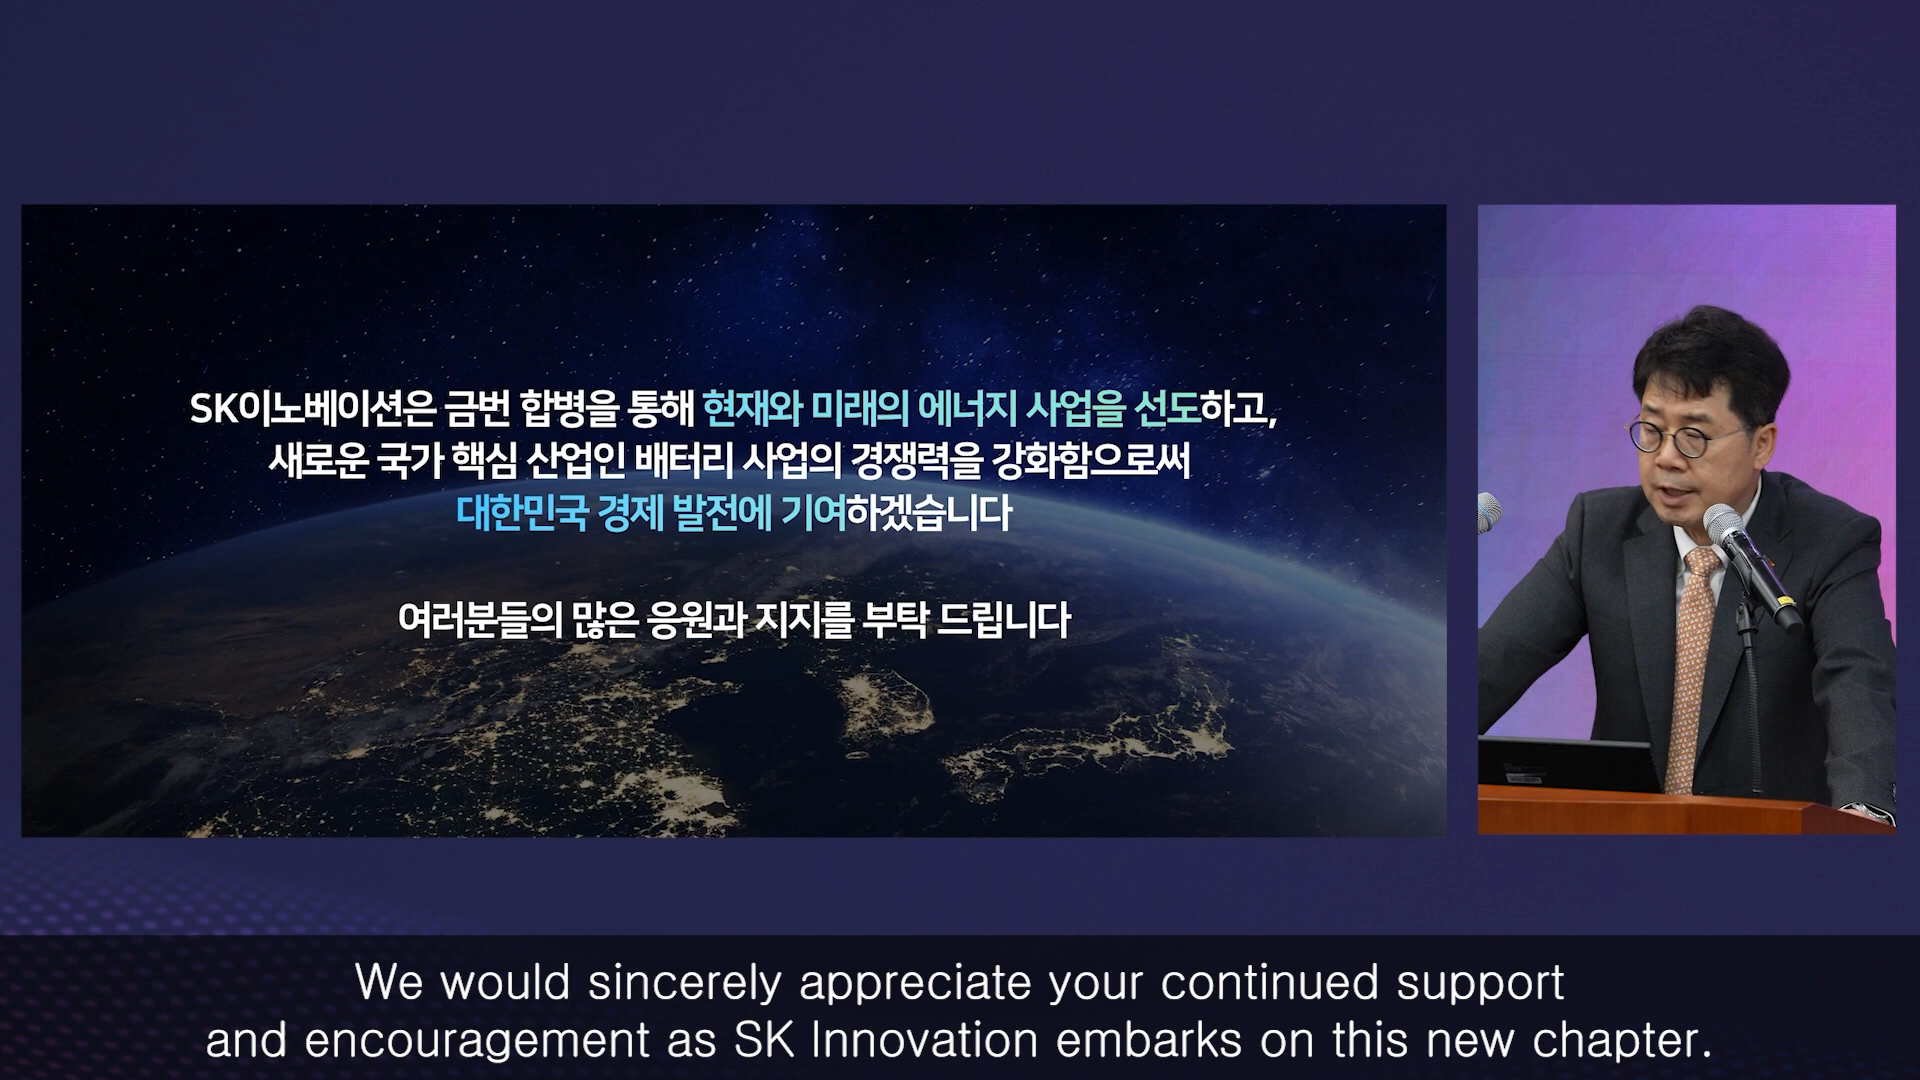 SK이노베이션은 금번 합병을 통해 현재와 미래의 에너지 사업을 선도하고,
새로운 국가 핵심 산업인 배터리 사업의 경쟁력을 강화함으로써
대한민국 경제 발전에 기여하겠습니다
여러분들의 많은 응원과 지지를 부탁 드립니다
We would sincerely appreciate your continued support
and encouragement as SK Innovation embarks on this new chapter.